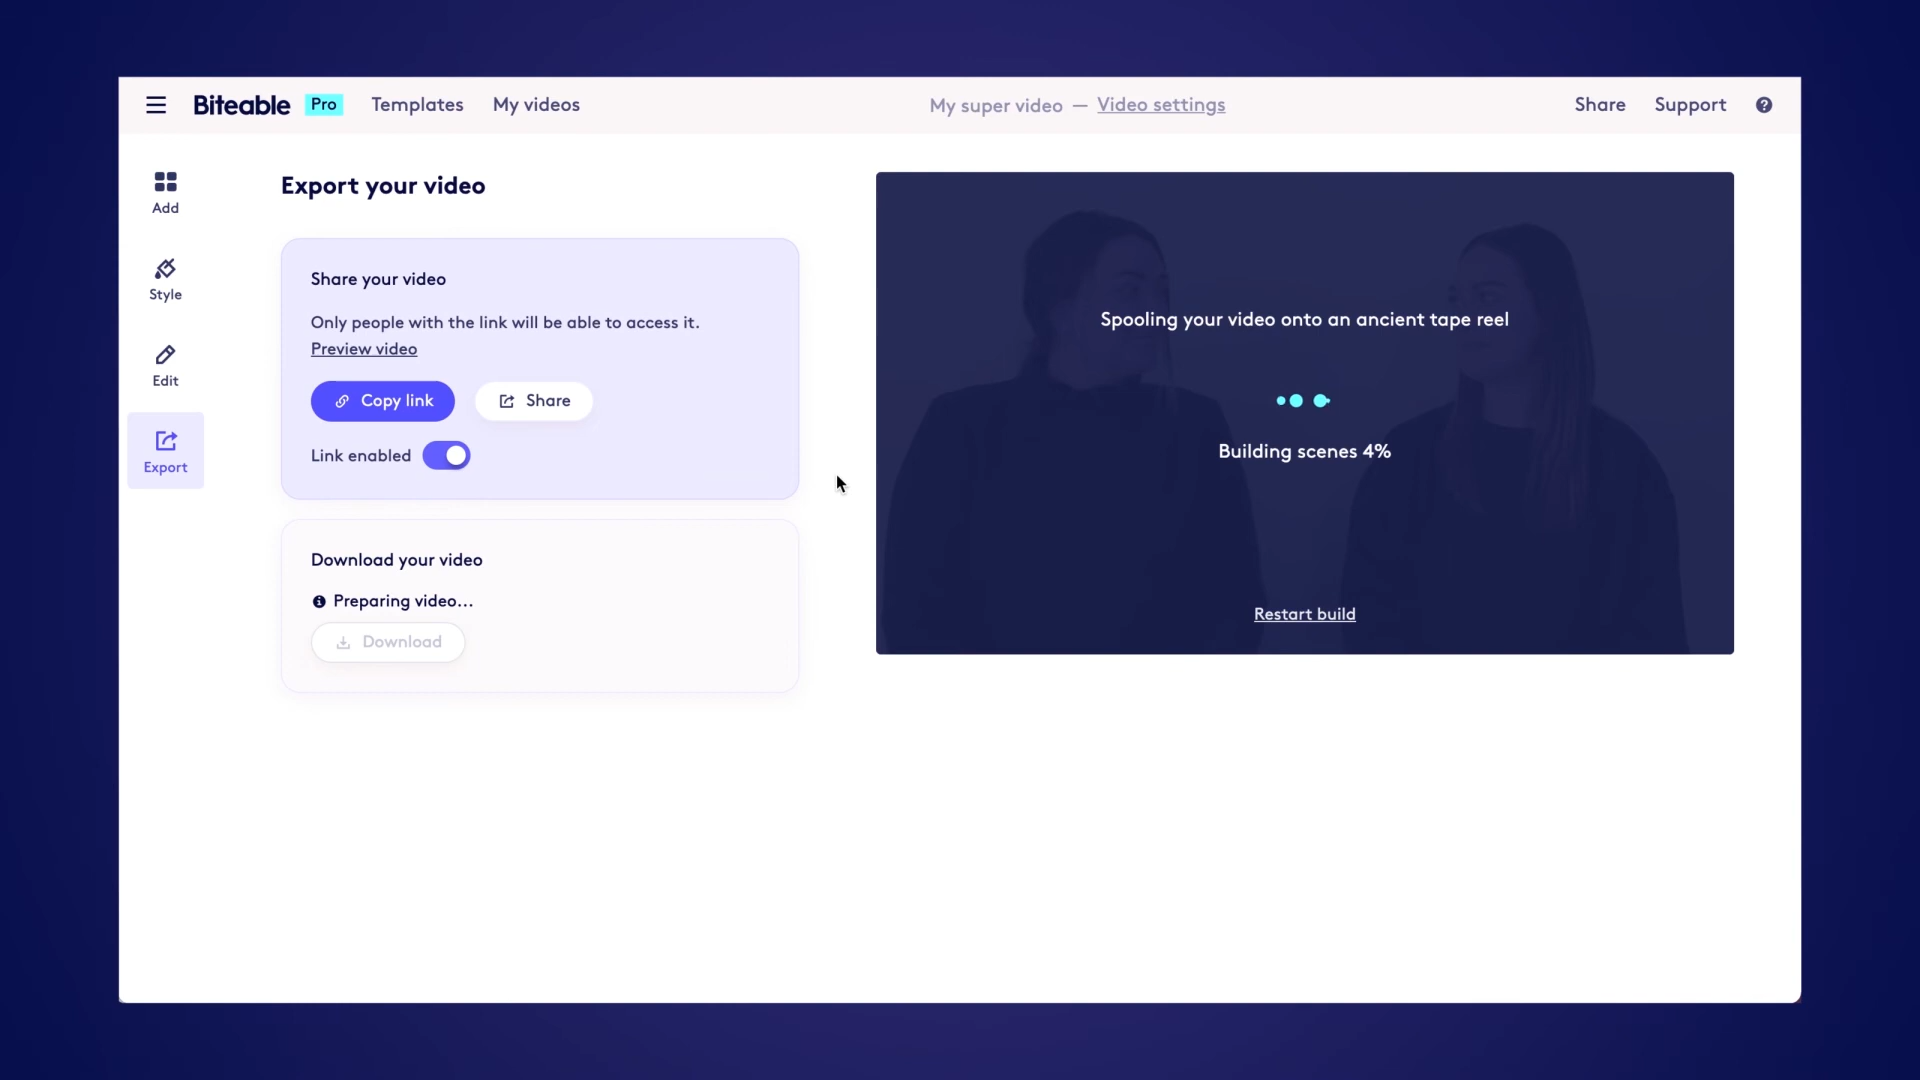 Biteable Pro Templates My videos My super video — Video settings Share Support ?
Add
Style
Edit
Export
Export your video
Share your video
Only people with the link will be able to access it.
Preview video
Copy link Share
Link enabled
Download your video
Preparing video...
Download
Spooling your video onto an ancient tape reel
Building scenes 4%
Restart build